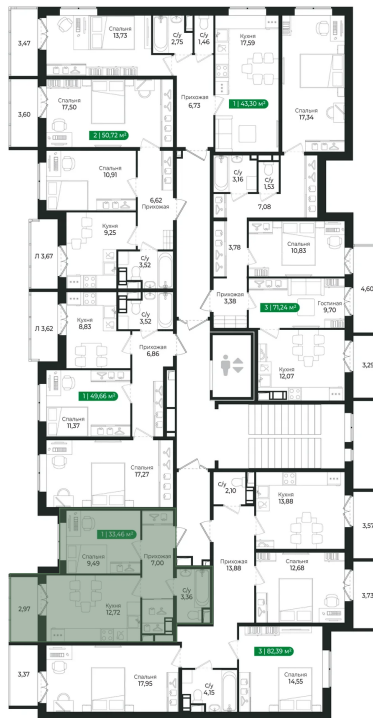 3,47
Спальня
13,73
С/у
2,75
С/у
1,46
Кухня
17,59
3,60
Спальня
17,50
Прихожая
6,73
1 | 43,30 м²
Спальня
17,34
2 | 50,72 м²
Спальня
10,91
С/у
3,16
С/у
1,53
6,62
Прихожая
7,08
Кухня
9,25
3,78
Спальня
10,83
Л 3,67
С/у
3,52
4,60
Прихожая
3,38
3 | 71,24 м²
Гостиная
9,70
Л 3,62
Кухня
8,83
С/у
3,52
Прихожая
6,86
Кухня
12,07
3,29
1 | 49,66 м²
Спальня
11,37
Спальня
17,27
С/у
2,10
Кухня
13,88
1 | 33,46 м²
3,57
Спальня
9,49
Прихожая
7,00
Прихожая
13,88
Спальня
12,68
С/у
3,36
2,97
Кухня
12,72
3,73
3 | 82,39 м²
3,37
Спальня
17,95
С/у
4,15
Спальня
14,55